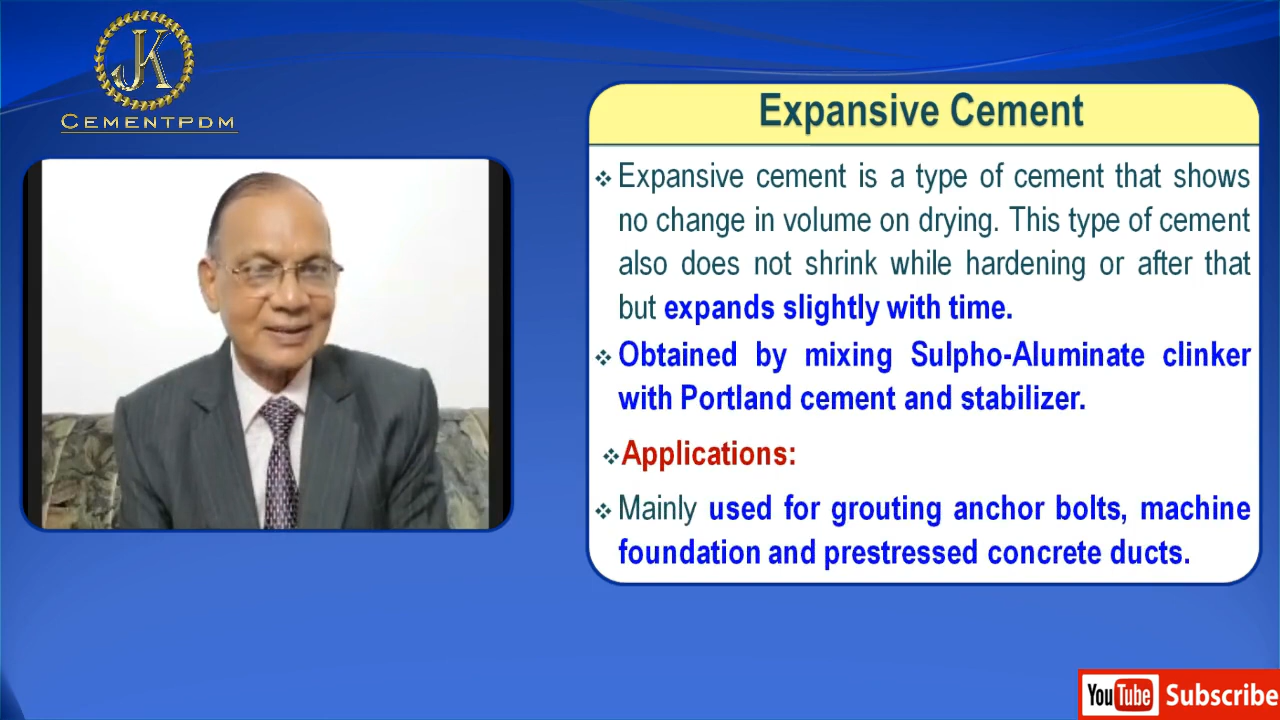 JK
CEMENTPDM
Expansive Cement
❖ Expansive cement is a type of cement that shows
no change in volume on drying. This type of cement
also does not shrink while hardening or after that
but expands slightly with time.
❖ Obtained by mixing Sulpho-Aluminate clinker
with Portland cement and stabilizer.
❖ Applications:
❖ Mainly used for grouting anchor bolts, machine
foundation and prestressed concrete ducts.
YouTube Subscribe